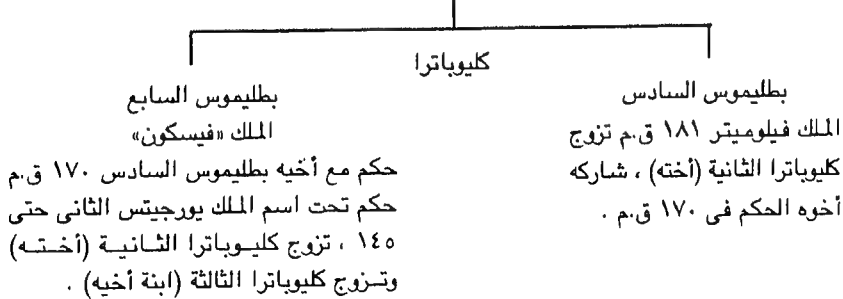 كليوباترا
بطليموس السادس
الملك فيلوميتر ١٨١ ق.م تزوج
كليوباترا الثانية (أخته) ، شاركه
أخوه الحكم فى ١٧٠ ق.م .
بطليموس السابع
الملك «فيسكون»
حكم مع أخيه بطليموس السادس ١٧٠ ق.م
حكم تحت اسم الملك يورجيتس الثانى حتى
١٤٥ ، تزوج كليوباترا الثانية (أخته)
وتزوج كليوباترا الثالثة (ابنة أخيه) .